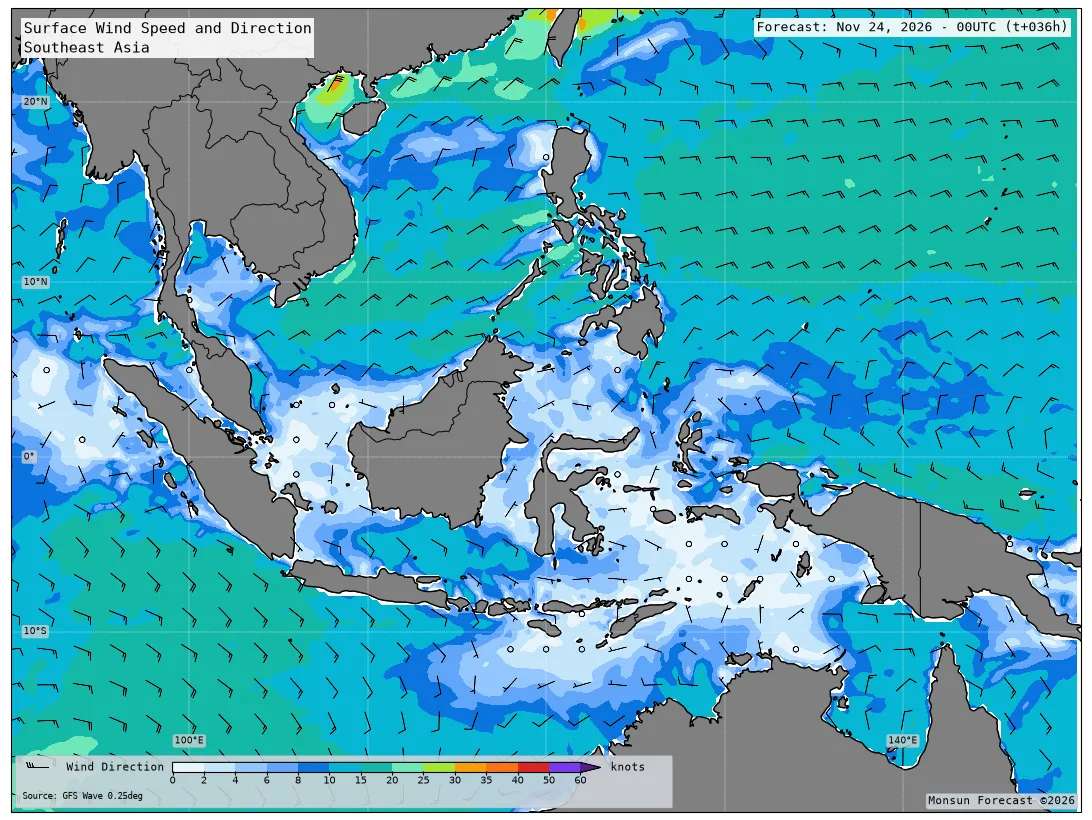 Surface Wind Speed and Direction
Southeast Asia
Forecast: Nov 24, 2026 - 00UTC (t+036h)
20°N
10°N
0°
10°S
100°E
140°E
Wind Direction
0 2 4 6 8 10 15 20 25 30 35 40 50 60
knots
Source: GFS Wave 0.25deg
Monsun Forecast ©2026